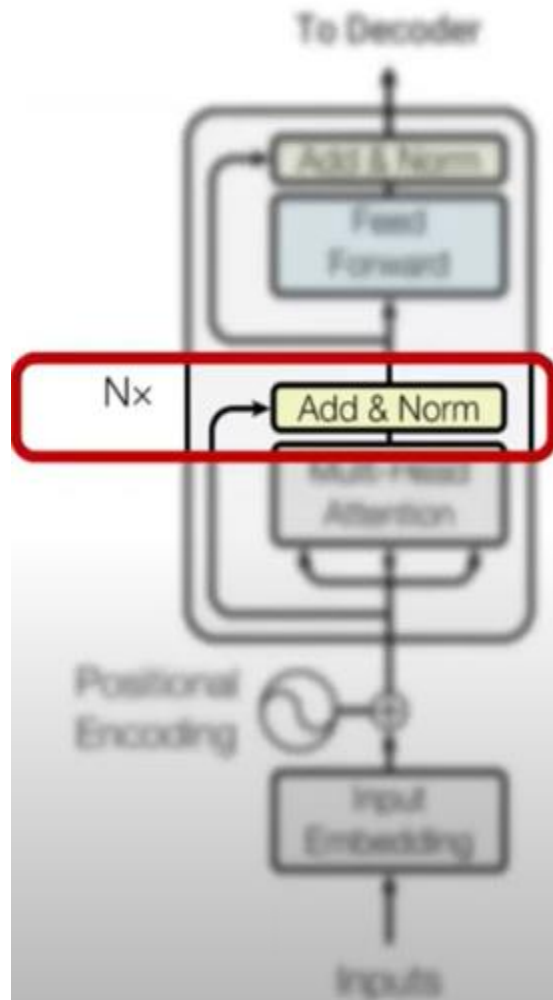 To Decoder
Add & Norm
Feed
Forward
Nx
Add & Norm
Multi-Head
Attention
Positional
Encoding
Input
Embedding
Inputs